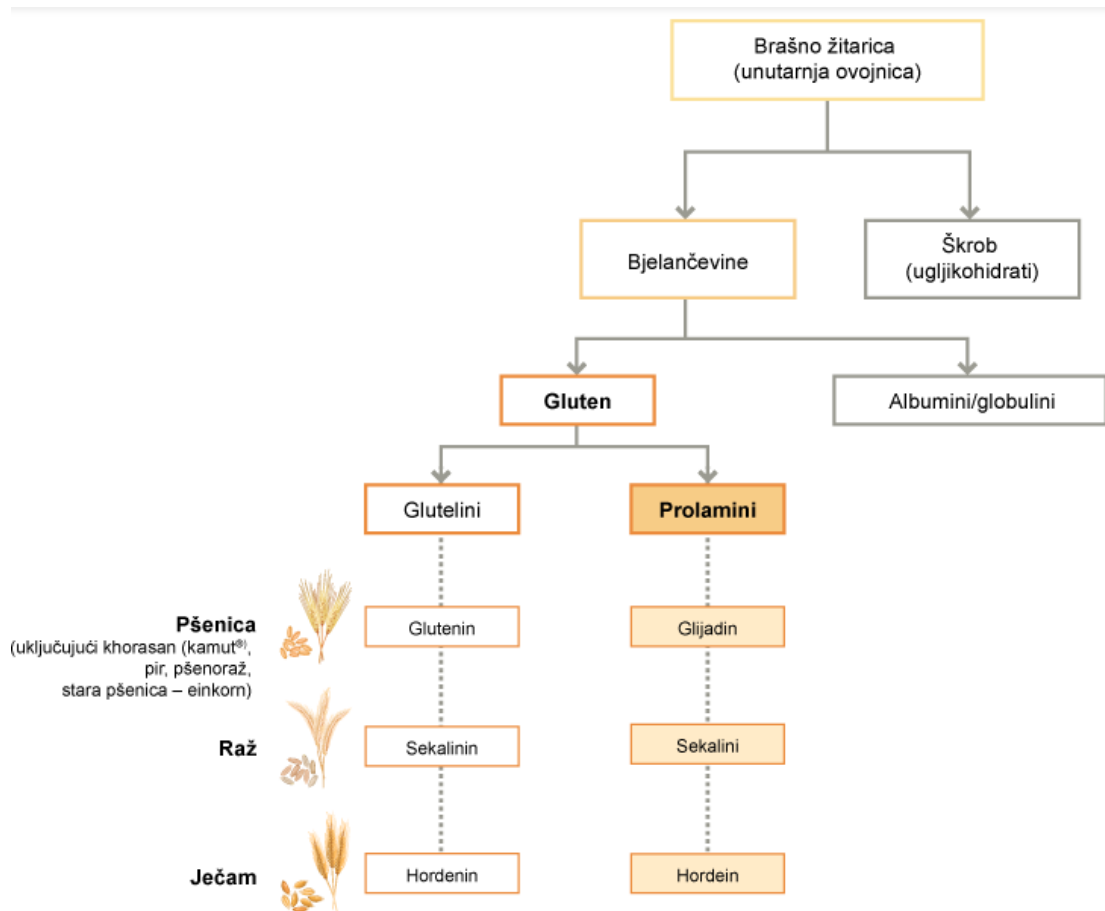 Brašno žitarica
(unutarnja ovojnica)
Bjelančevine
Škrob
(ugljikohidrati)
Gluten
Albumini/globulini
Glutelini
Prolamini
Pšenica
(uključujući khorasan (kamut®),
pir, pšenoraž,
stara pšenica – einkorn)
Glutenin
Glijadin
Raž
Sekalinin
Sekalini
Ječam
Hordenin
Hordein